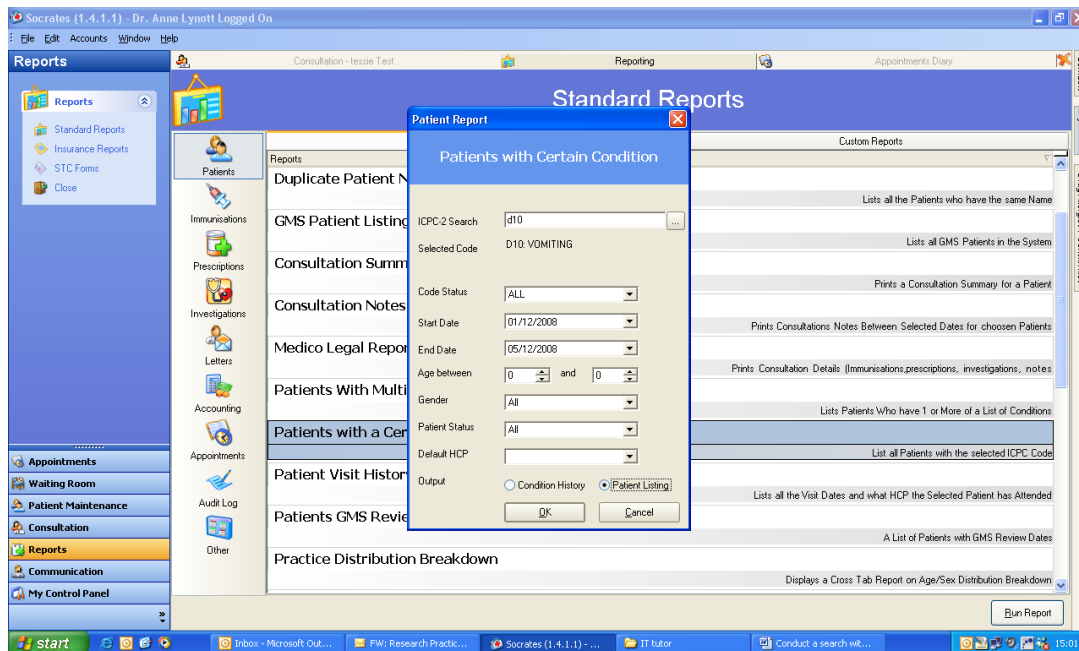 Socrates (1.4.1.1) - Dr. Anne Lynott Logged On
File Edit Accounts Window Help
Reports
Consultation - tessie Test
Reporting
Appointments Diary
Reports
Standard Reports
Insurance Reports
STC Forms
Close
Appointments
Waiting Room
Patient Maintenance
Consultation
Reports
Communication
My Control Panel
Standard Reports
Custom Reports
Patients
Immunisations
Prescriptions
Investigations
Letters
Accounting
Appointments
Audit Log
Other
Reports
Duplicate Patient N
Lists all the Patients who have the same Name
GMS Patient Listing
Lists all GMS Patients in the System
Consultation Summ
Prints a Consultation Summary for a Patient
Consultation Notes
Prints Consultations Notes Between Selected Dates for choosen Patients
Medico Legal Repor
Prints Consultation Details (Immunisations,prescriptions, investigations, notes
Patients With Multi
Lists Patients Who have 1 or More of a List of Conditions
Patients with a Cer
List all Patients with the selected ICPC Code
Patient Visit Histor
Lists all the Visit Dates and what HCP the Selected Patient has Attended
Patients GMS Revie
A List of Patients with GMS Review Dates
Practice Distribution Breakdown
Displays a Cross Tab Report on Age/Sex Distribution Breakdown
Run Report
Patient Report
Patients with Certain Condition
ICPC-2 Search d10 ...
Selected Code D10: VOMITING
Code Status ALL
Start Date 01/12/2008
End Date 05/12/2008
Age between 0 and 0
Gender All
Patient Status All
Default HCP
Output Condition History Patient Listing
OK Cancel
start
Inbox - Microsoft Out...
FW: Research Practic...
Socrates (1.4.1.1) - ...
IT tutor
Conduct a search wit...
15:01